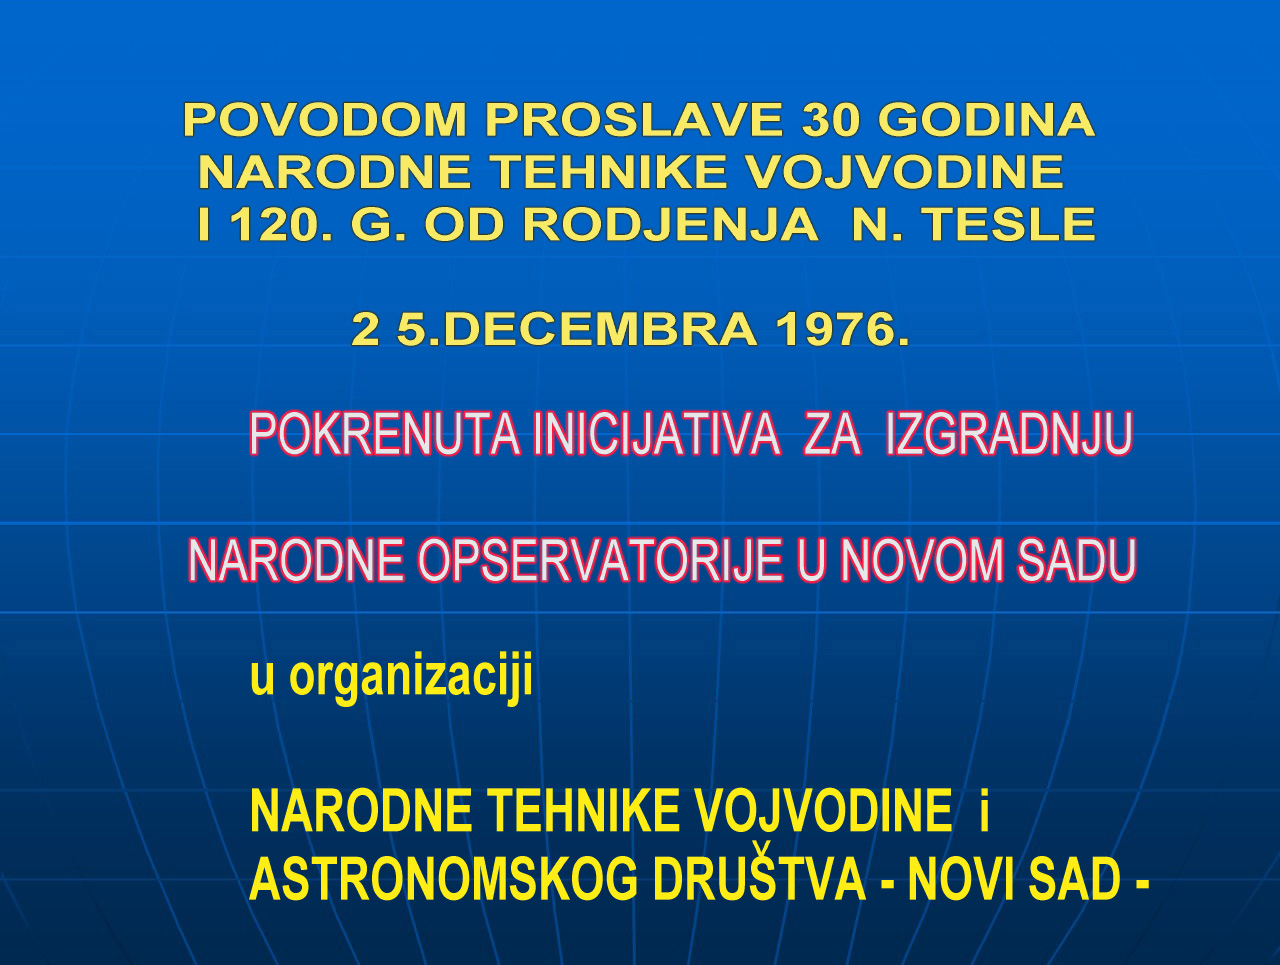 POVODOM PROSLAVE 30 GODINA
NARODNE TEHNIKE VOJVODINE
I 120. G. OD RODJENJA N. TESLE
2 5.DECEMBRA 1976.
POKRENUTA INICIJATIVA ZA IZGRADNJU
NARODNE OPSERVATORIJE U NOVOM SADU
u organizaciji
NARODNE TEHNIKE VOJVODINE i
ASTRONOMSKOG DRUŠTVA - NOVI SAD -